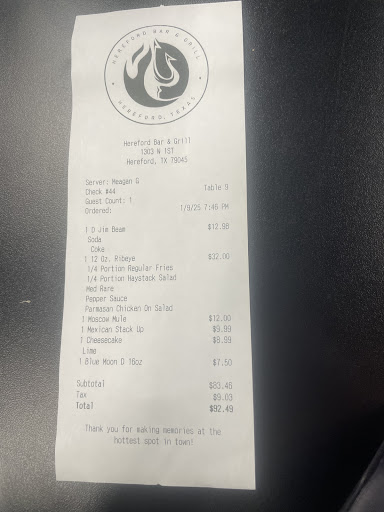 HEREFORD BAR & GRILL
HEREFORD, TEXAS
Hereford Bar & Grill
1303 N 1ST
Hereford, TX 79045
Server: Meagan G
Check #44 Table 9
Guest Count: 1
Ordered: 1/9/25 7:46 PM
1 D Jim Beam $12.98
Soda
Coke
1 12 Oz. Ribeye $32.00
1/4 Portion Regular Fries
1/4 Portion Haystack Salad
Med Rare
Pepper Sauce
Parmasan Chicken On Salad
1 Moscow Mule $12.00
1 Mexican Stack Up $9.99
1 Cheesecake $8.99
Lime
1 Blue Moon D 16oz $7.50
Subtotal $83.46
Tax $9.03
Total $92.49
Thank you for making memories at the
hottest spot in town!